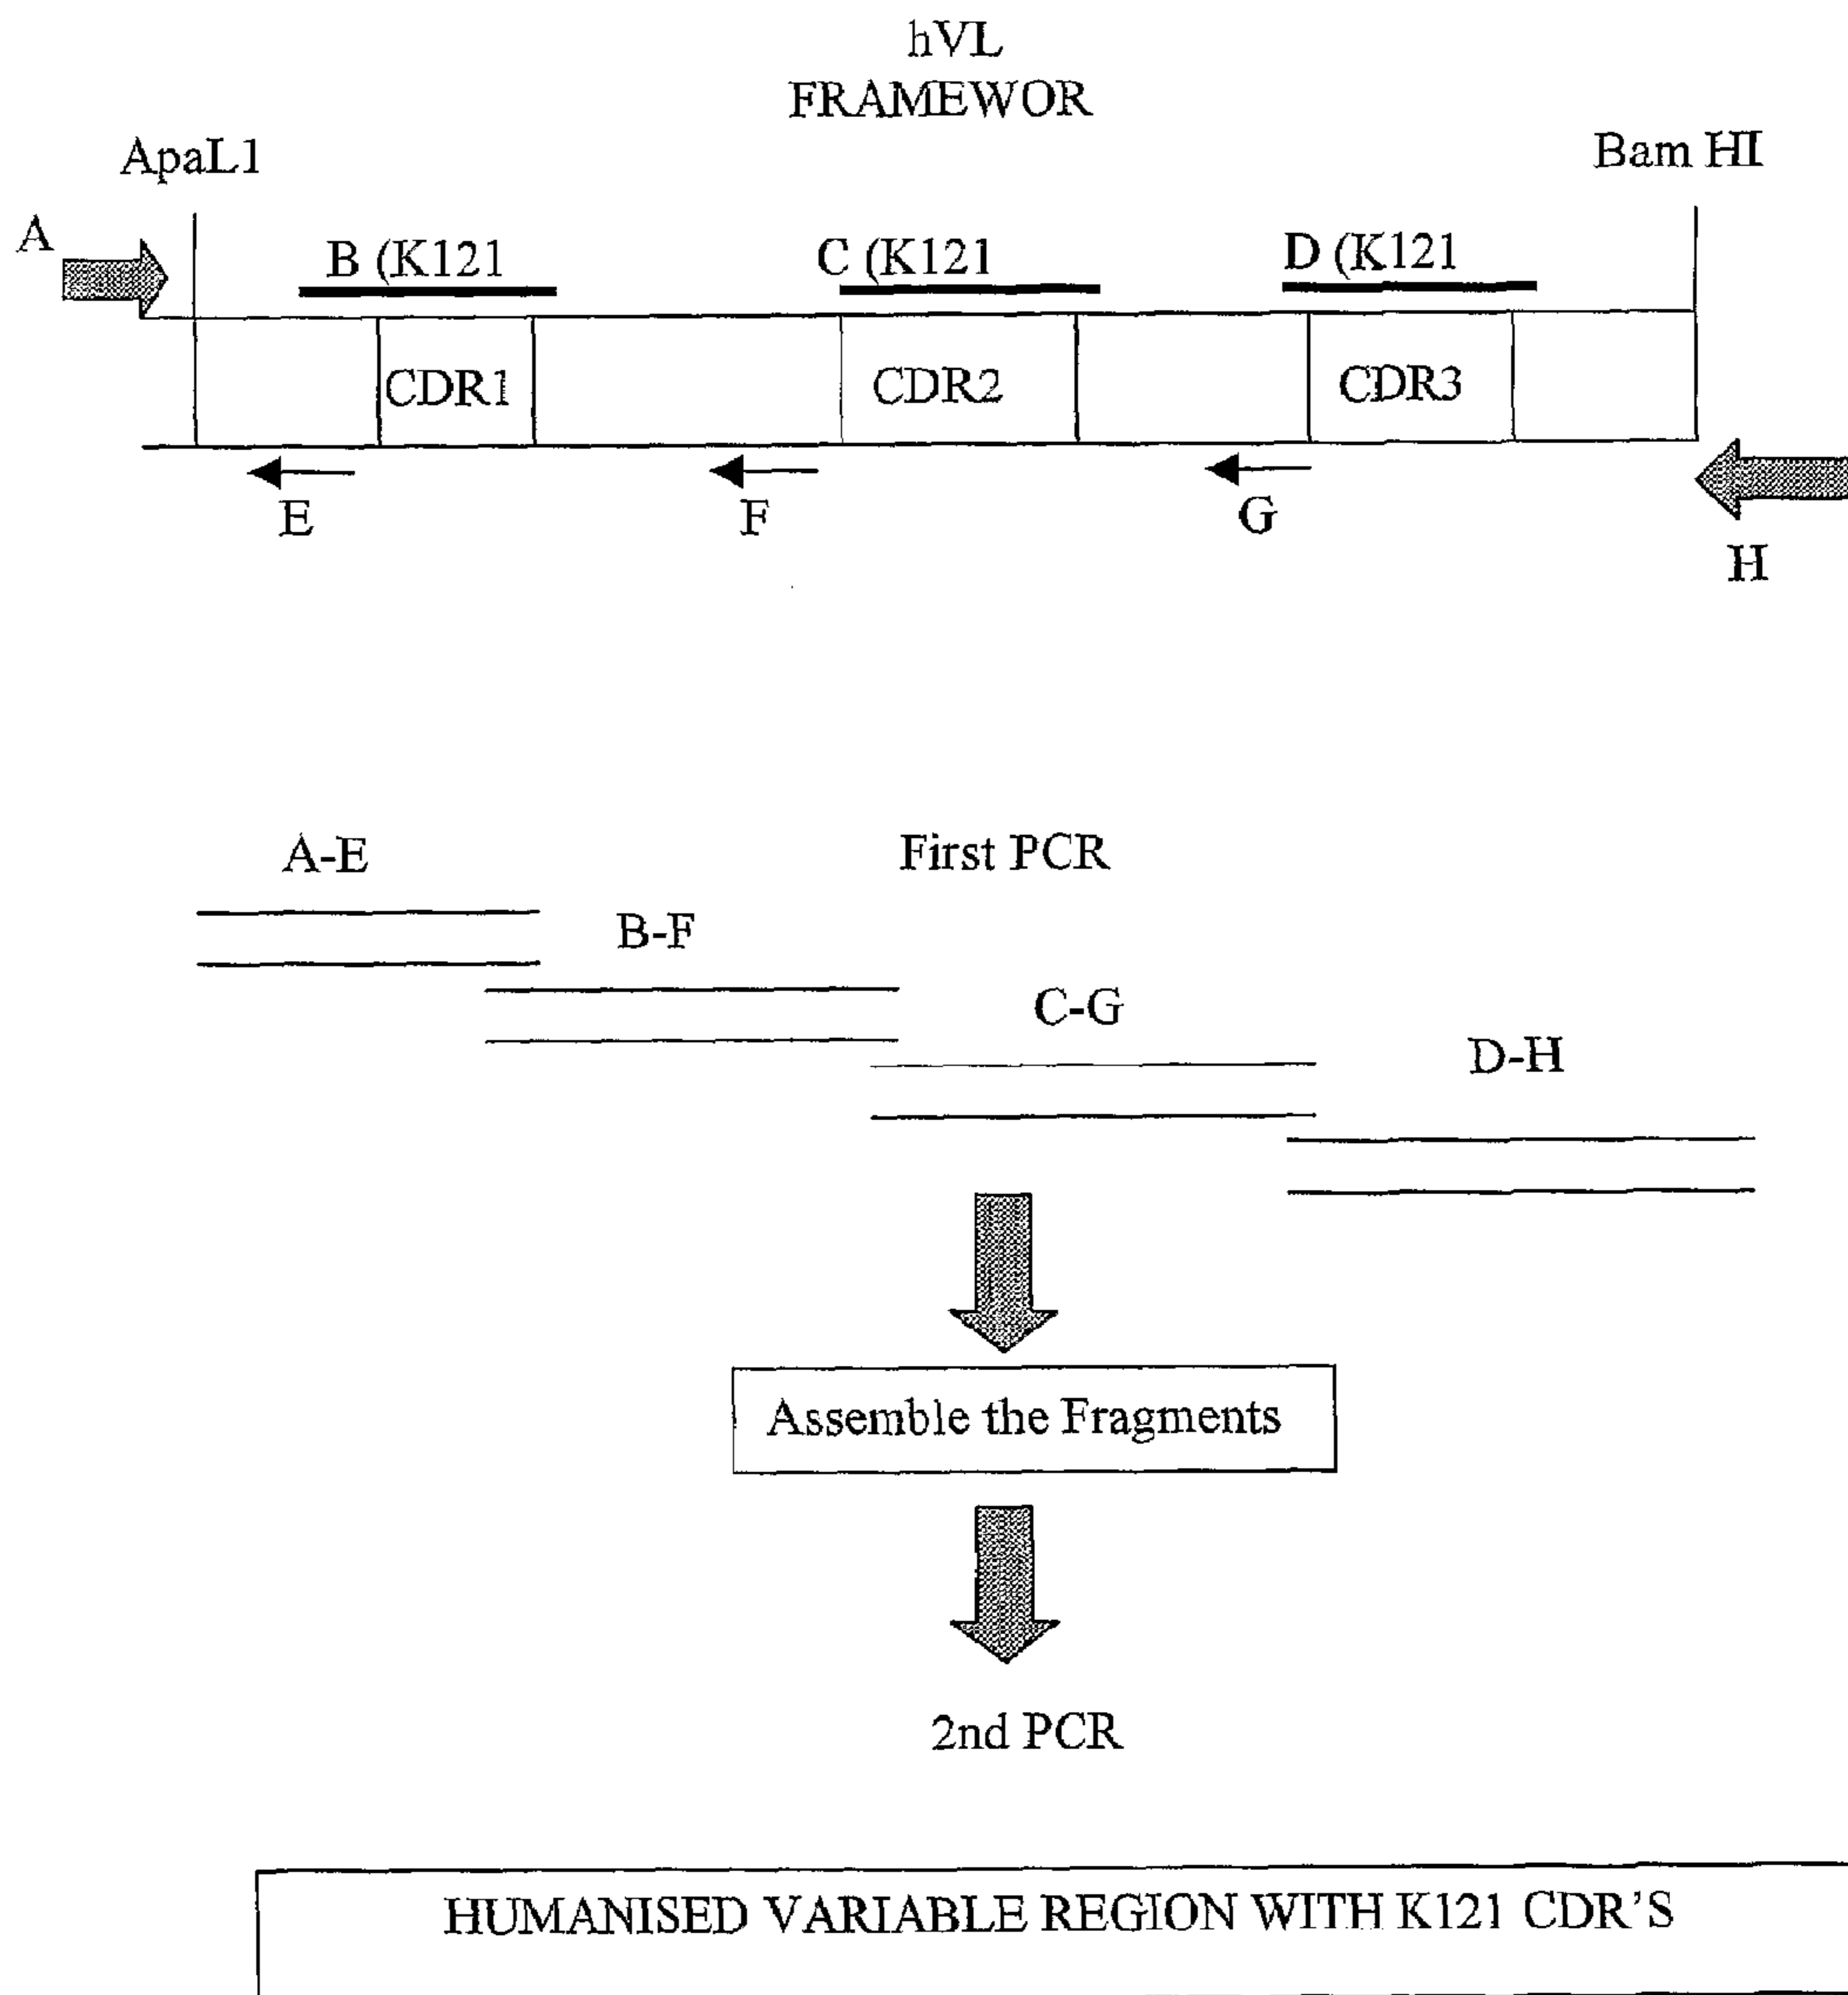 hVL
FRAMEWOR
ApaL1
Bam HI
A
B (K121
C (K121
D (K121
CDR1
CDR2
CDR3
E
F
G
H
A-E
First PCR
B-F
C-G
D-H
Assemble the Fragments
2nd PCR
HUMANISED VARIABLE REGION WITH K121 CDR'S